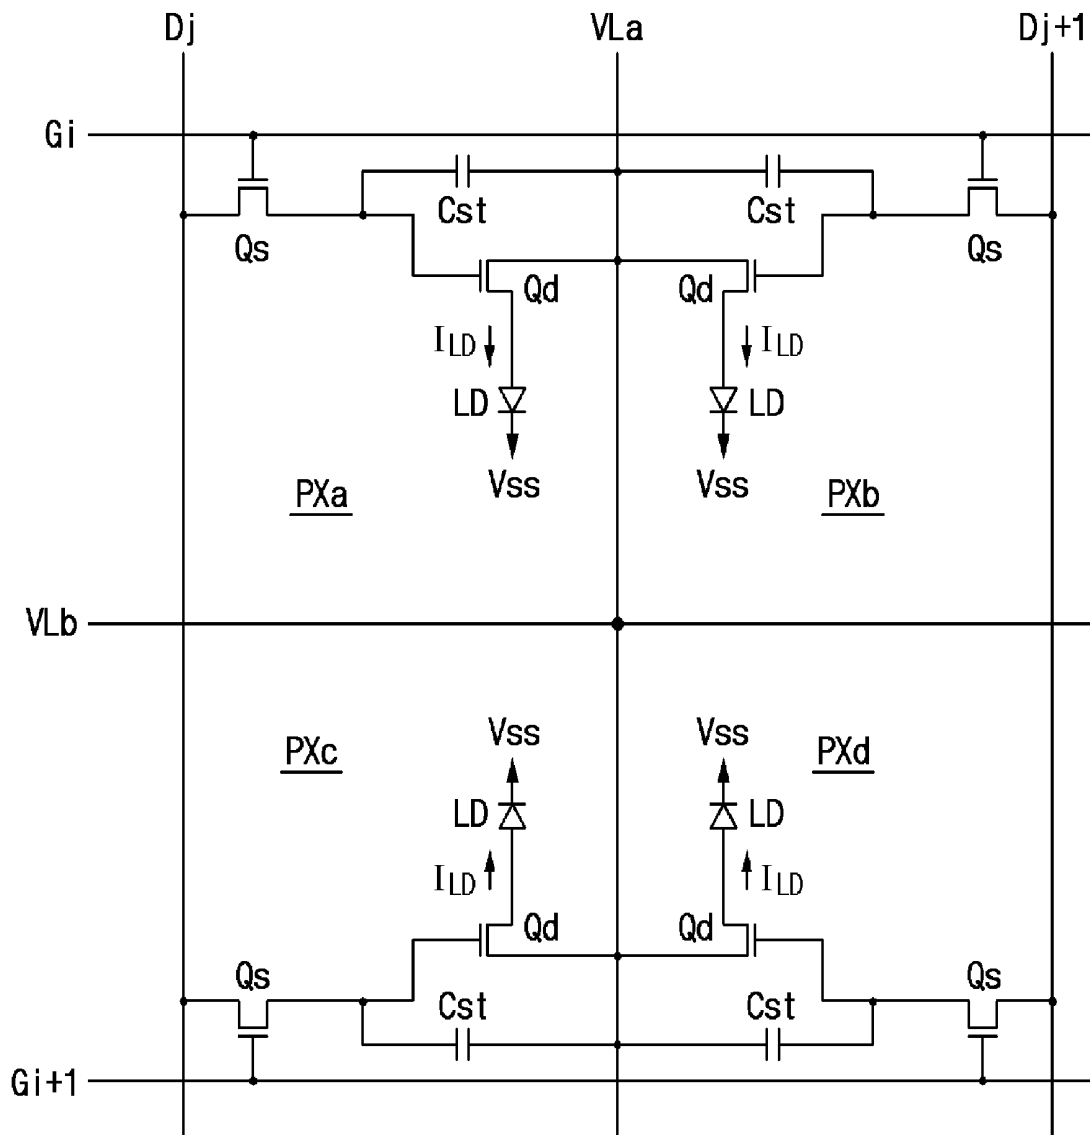 Dj VLa Dj+1
Gi
Cst Cst
Qs Qs
Qd Qd
ILD ILD
LD LD
Vss Vss
PXa PXb
VLb
Vss Vss
PXc PXd
LD LD
ILD ILD
Qd Qd
Qs Qs
Cst Cst
Gi+1